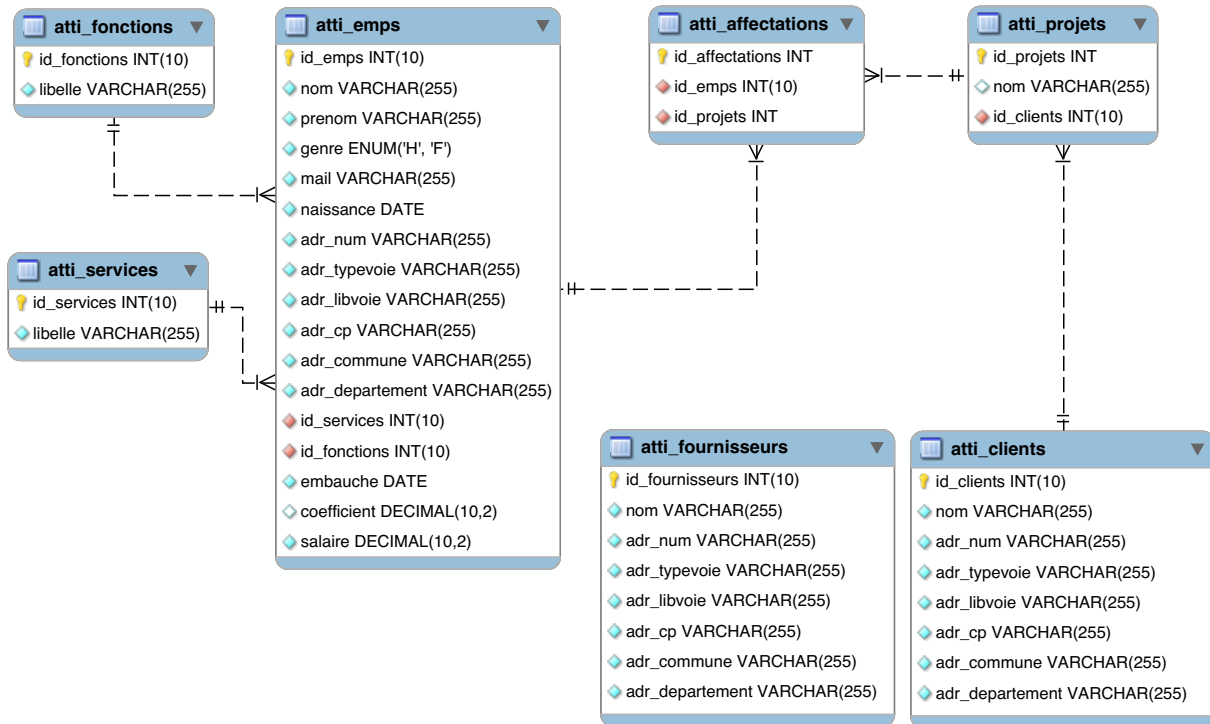 atti_fonctions
id_fonctions INT(10)
libelle VARCHAR(255)
atti_services
id_services INT(10)
libelle VARCHAR(255)
atti_emps
id_emps INT(10)
nom VARCHAR(255)
prenom VARCHAR(255)
genre ENUM('H', 'F')
mail VARCHAR(255)
naissance DATE
adr_num VARCHAR(255)
adr_typevoie VARCHAR(255)
adr_libvoie VARCHAR(255)
adr_cp VARCHAR(255)
adr_commune VARCHAR(255)
adr_departement VARCHAR(255)
id_services INT(10)
id_fonctions INT(10)
embauche DATE
coefficient DECIMAL(10,2)
salaire DECIMAL(10,2)
atti_affectations
id_affectations INT
id_emps INT(10)
id_projets INT
atti_projets
id_projets INT
nom VARCHAR(255)
id_clients INT(10)
atti_fournisseurs
id_fournisseurs INT(10)
nom VARCHAR(255)
adr_num VARCHAR(255)
adr_typevoie VARCHAR(255)
adr_libvoie VARCHAR(255)
adr_cp VARCHAR(255)
adr_commune VARCHAR(255)
adr_departement VARCHAR(255)
atti_clients
id_clients INT(10)
nom VARCHAR(255)
adr_num VARCHAR(255)
adr_typevoie VARCHAR(255)
adr_libvoie VARCHAR(255)
adr_cp VARCHAR(255)
adr_commune VARCHAR(255)
adr_departement VARCHAR(255)